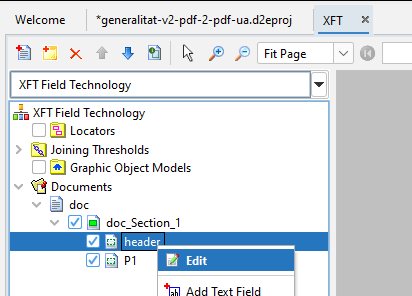 Welcome
*generalitat-v2-pdf-2-pdf-ua.d2eproj
XFT
Fit Page
XFT Field Technology
XFT Field Technology
Locators
Joining Thresholds
Graphic Object Models
Documents
doc
doc_Section_1
header
Edit
P1
Add Text Field